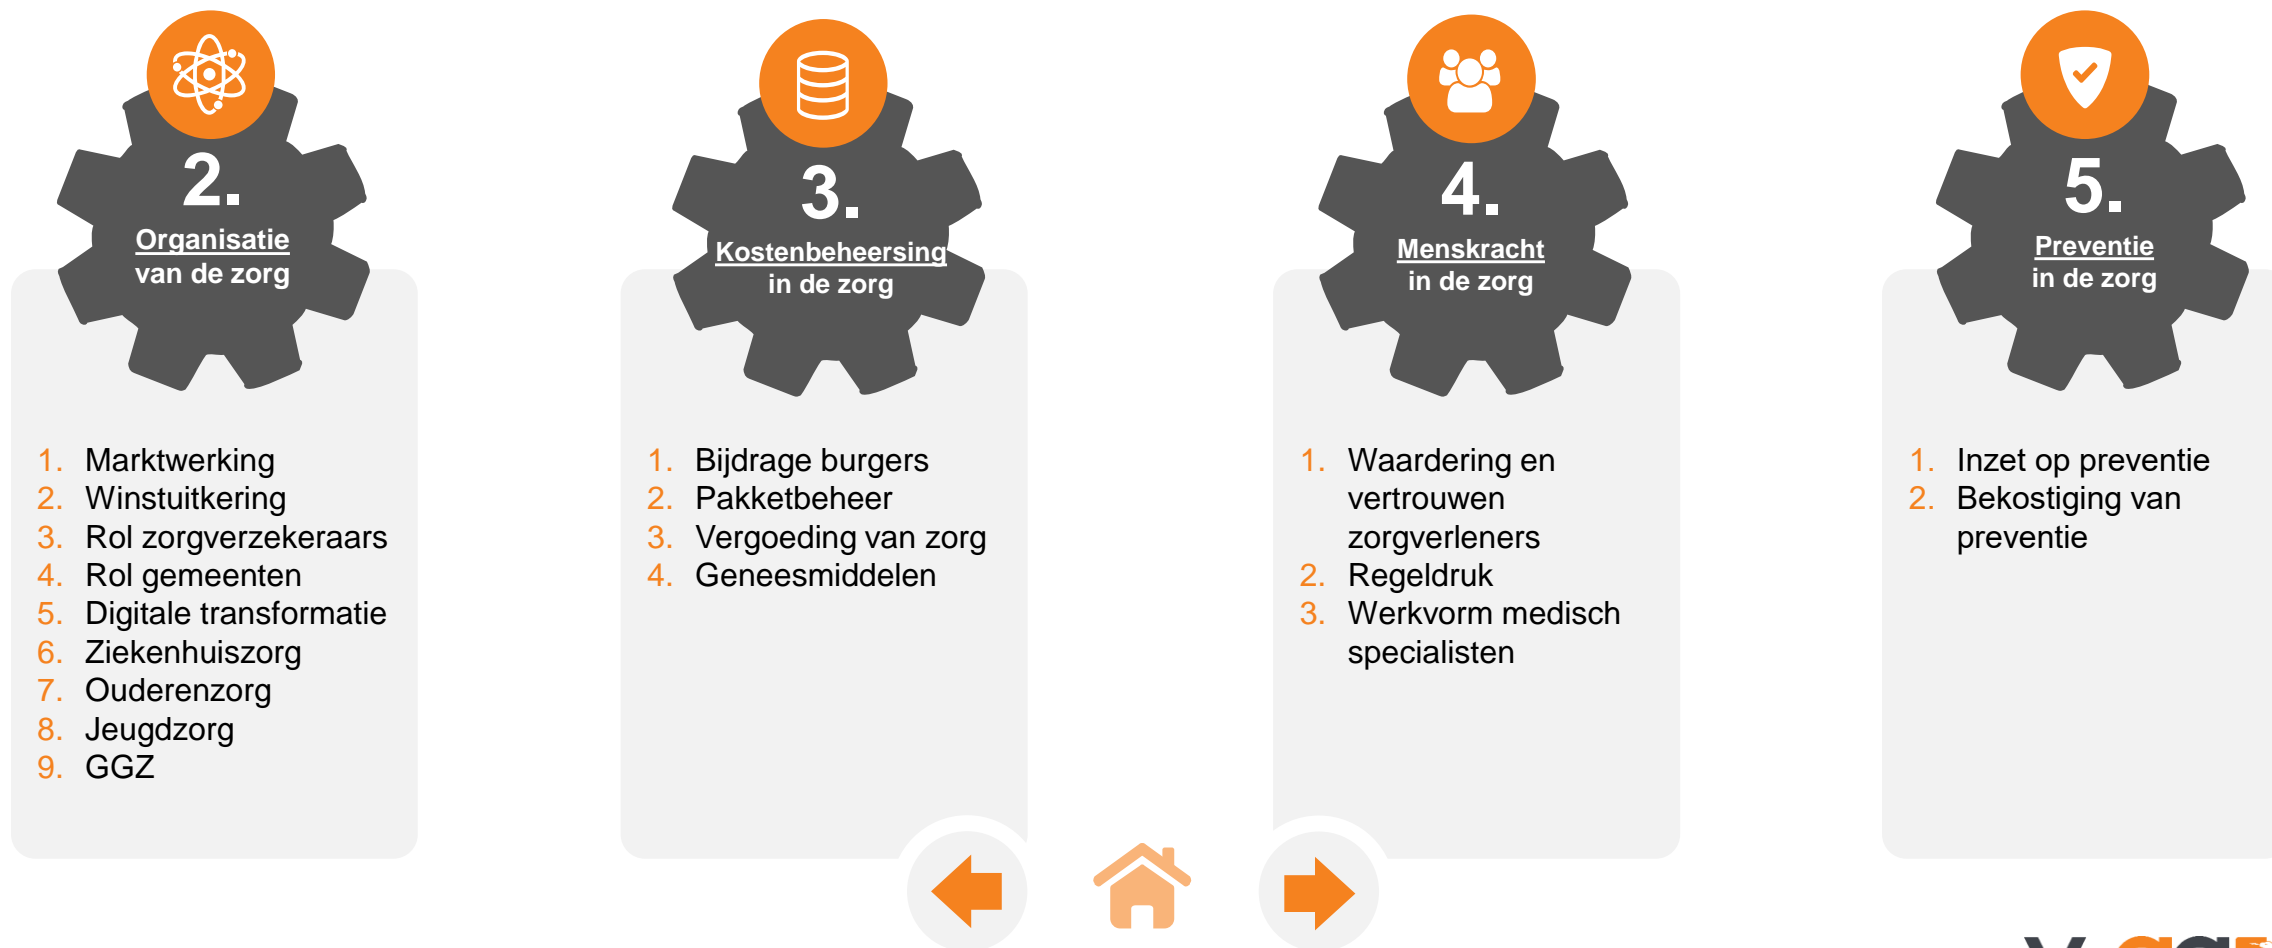 2.
Organisatie
van de zorg
1. Marktwerking
2. Winstuitkering
3. Rol zorgverzekeraars
4. Rol gemeenten
5. Digitale transformatie
6. Ziekenhuiszorg
7. Ouderenzorg
8. Jeugdzorg
9. GGZ
3.
Kostenbeheersing
in de zorg
1. Bijdrage burgers
2. Pakketbeheer
3. Vergoeding van zorg
4. Geneesmiddelen
4.
Menskracht
in de zorg
1. Waardering en
vertrouwen
zorgverleners
2. Regeldruk
3. Werkvorm medisch
specialisten
5.
Preventie
in de zorg
1. Inzet op preventie
2. Bekostiging van
preventie